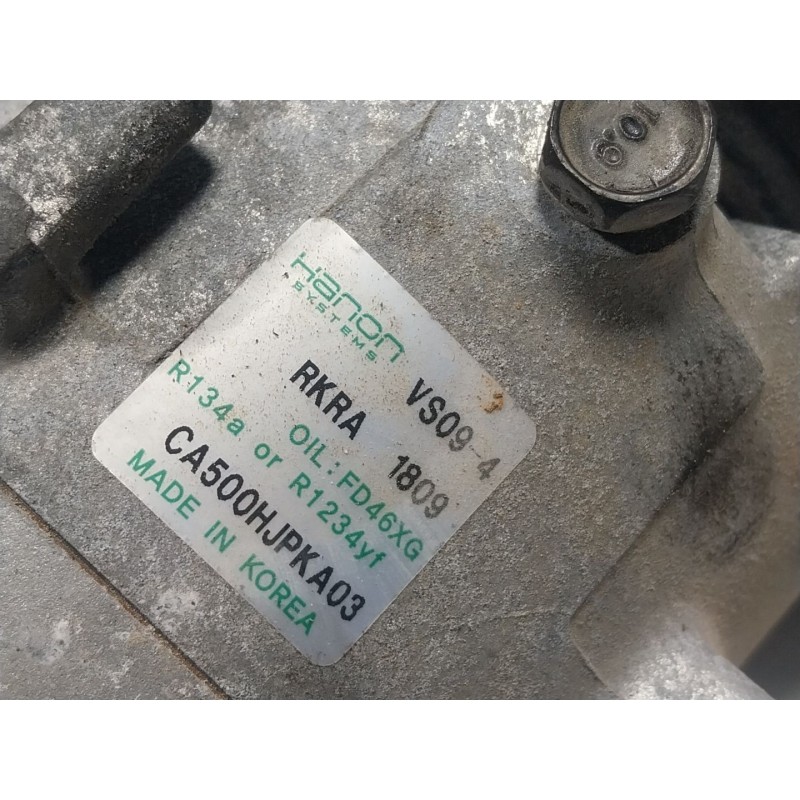 Hanon
SYSTEMS
VS09-4
RKRA 1809
OIL: FD46XG
R134a or R1234yf
CA500HJPKA03
MADE IN KOREA
10.9